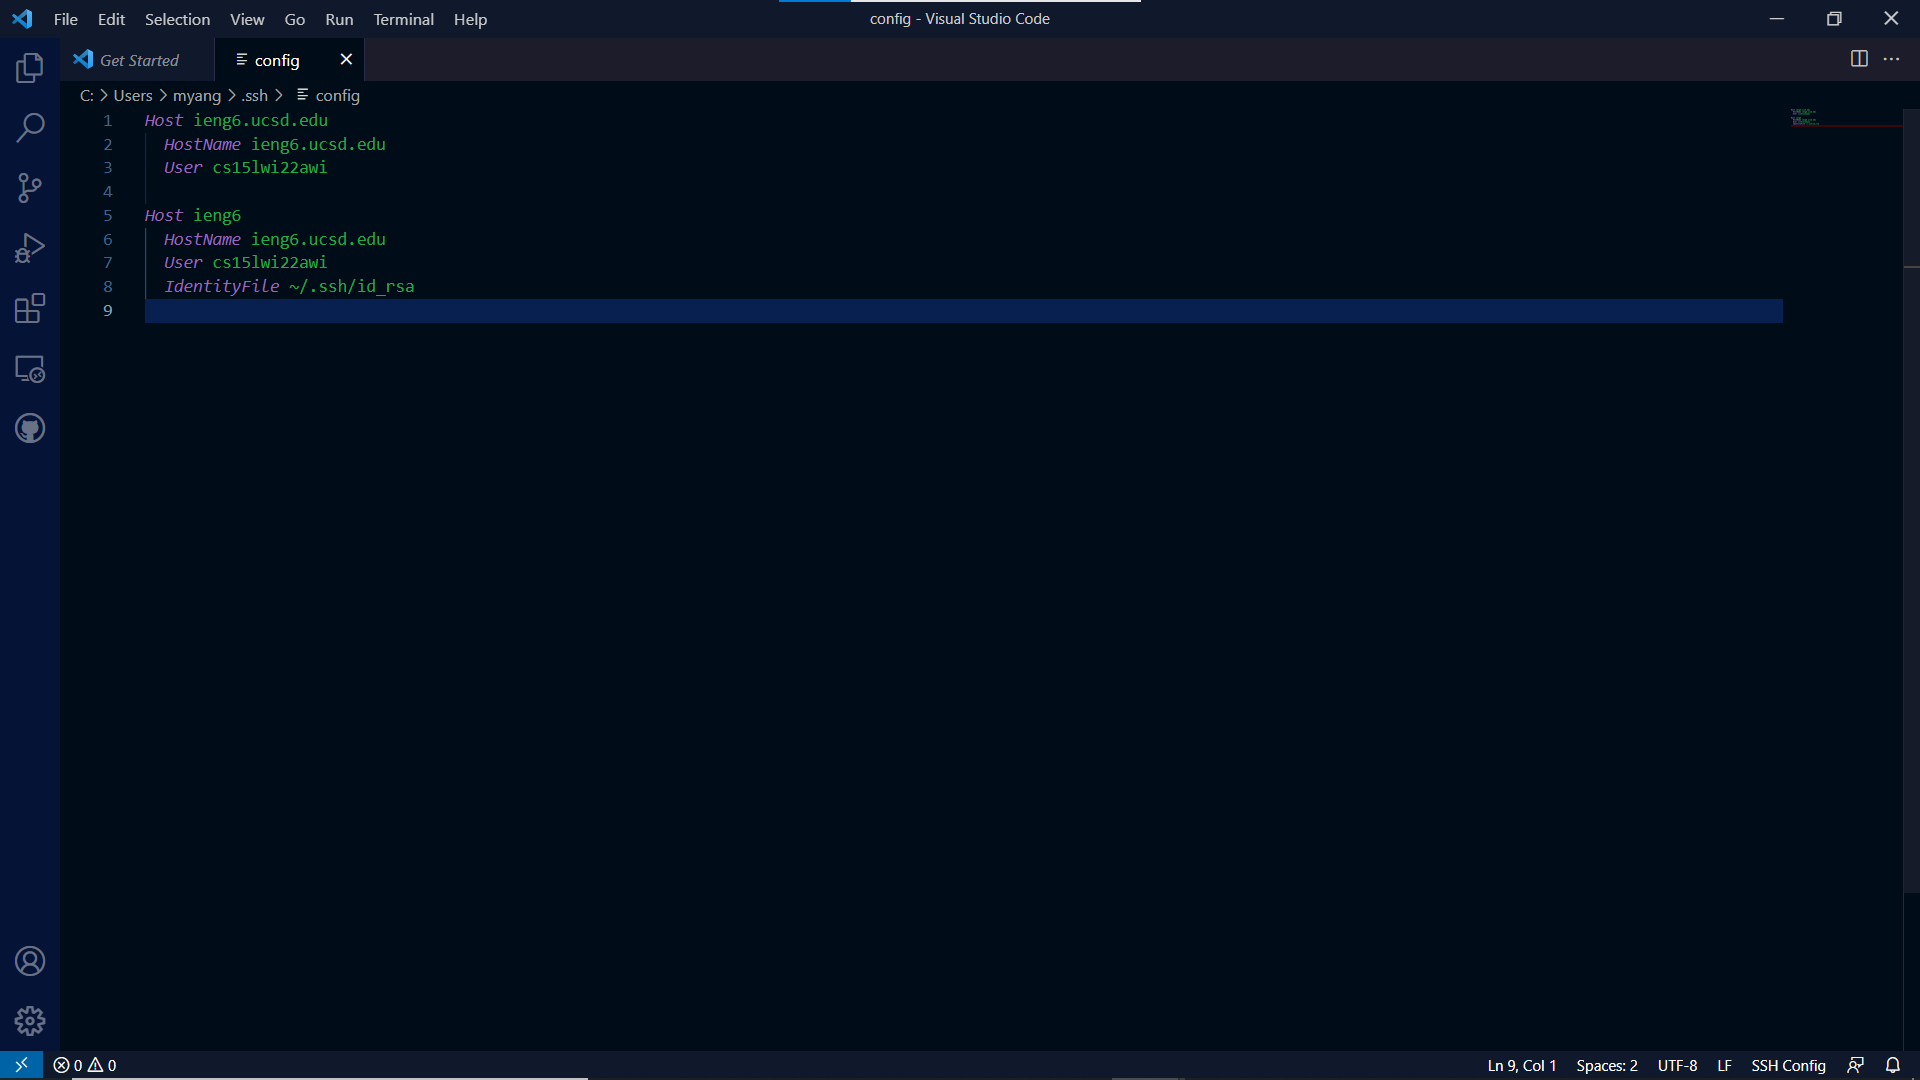 File Edit Selection View Go Run Terminal Help config - Visual Studio Code
Get Started config
C: > Users > myang > .ssh > config
1 Host ieng6.ucsd.edu
2 HostName ieng6.ucsd.edu
3 User cs15lwi22awi
4
5 Host ieng6
6 HostName ieng6.ucsd.edu
7 User cs15lwi22awi
8 IdentityFile ~/.ssh/id_rsa
9
0 0 Ln 9, Col 1 Spaces: 2 UTF-8 LF SSH Config